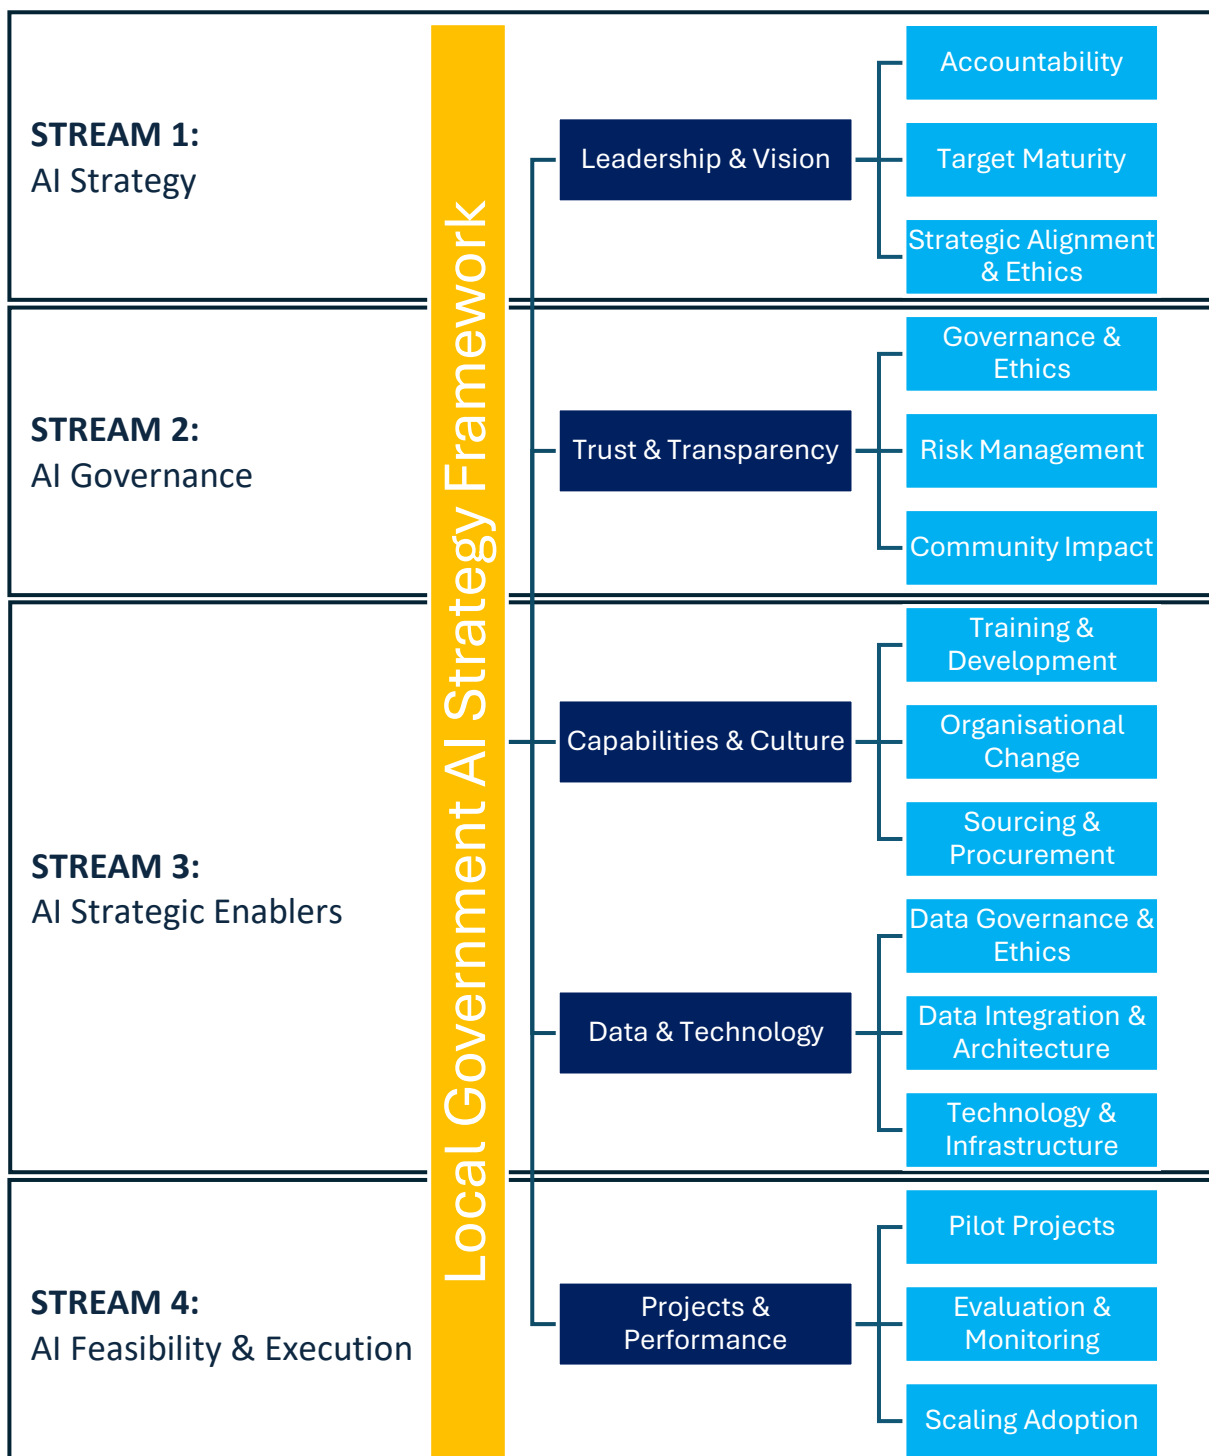 STREAM 1:
AI Strategy
Local Government AI Strategy Framework
Leadership & Vision
Accountability
Target Maturity
Strategic Alignment
& Ethics
STREAM 2:
AI Governance
Trust & Transparency
Governance &
Ethics
Risk Management
Community Impact
STREAM 3:
AI Strategic Enablers
Capabilities & Culture
Training &
Development
Organisational
Change
Sourcing &
Procurement
Data & Technology
Data Governance &
Ethics
Data Integration &
Architecture
Technology &
Infrastructure
STREAM 4:
AI Feasibility & Execution
Projects &
Performance
Pilot Projects
Evaluation &
Monitoring
Scaling Adoption